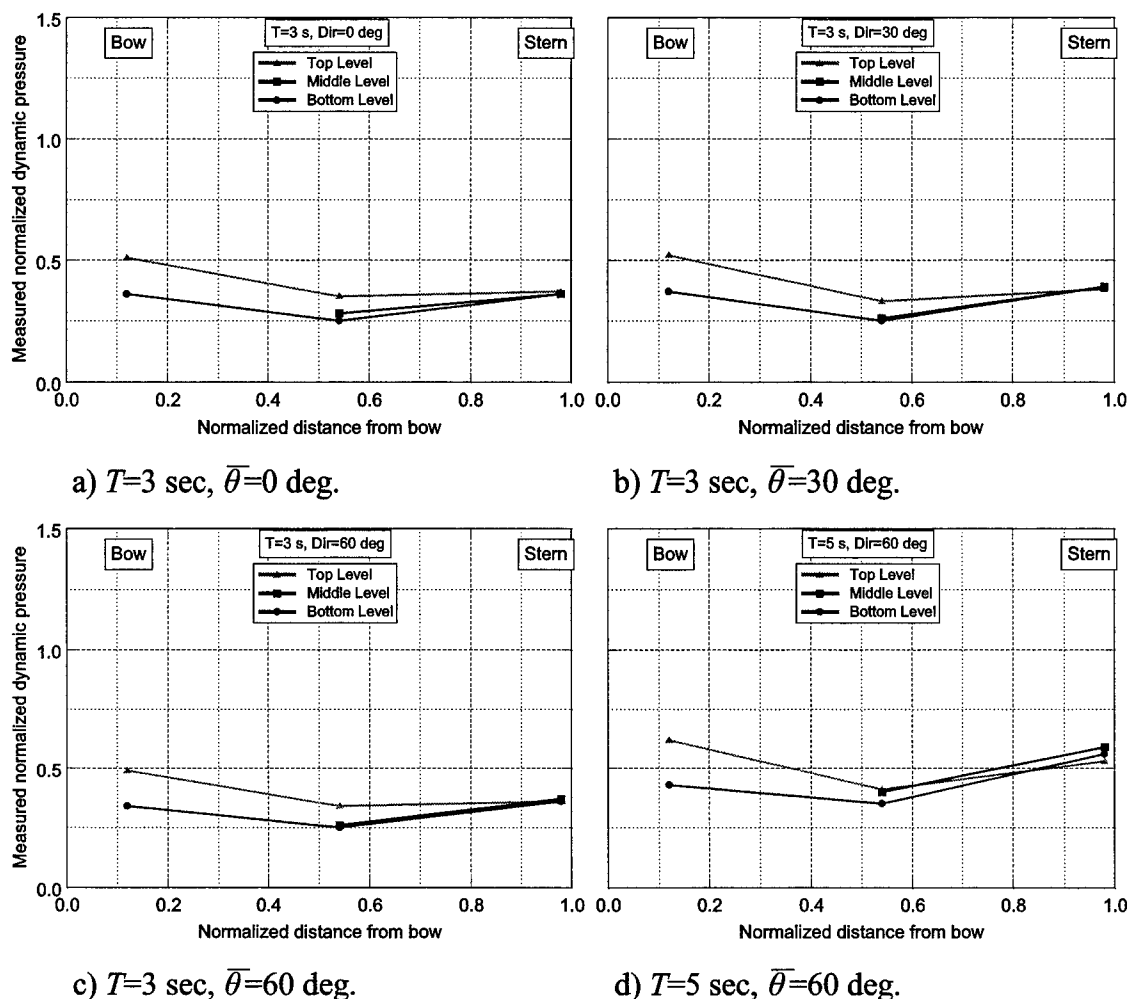 1.5
Bow
T=3 s, Dir=0 deg
Stern
Top Level
Middle Level
Bottom Level
1.0
0.5
0.0
Measured normalized dynamic pressure
0.0 0.2 0.4 0.6 0.8 1.0
Normalized distance from bow
a) T=3 sec, θ̅=0 deg.
Bow
T=3 s, Dir=30 deg
Stern
Top Level
Middle Level
Bottom Level
0.0 0.2 0.4 0.6 0.8 1.0
Normalized distance from bow
b) T=3 sec, θ̅=30 deg.
1.5
Bow
T=3 s, Dir=60 deg
Stern
Top Level
Middle Level
Bottom Level
1.0
0.5
0.0
Measured normalized dynamic pressure
0.0 0.2 0.4 0.6 0.8 1.0
Normalized distance from bow
c) T=3 sec, θ̅=60 deg.
Bow
T=5 s, Dir=60 deg
Stern
Top Level
Middle Level
Bottom Level
0.0 0.2 0.4 0.6 0.8 1.0
Normalized distance from bow
d) T=5 sec, θ̅=60 deg.